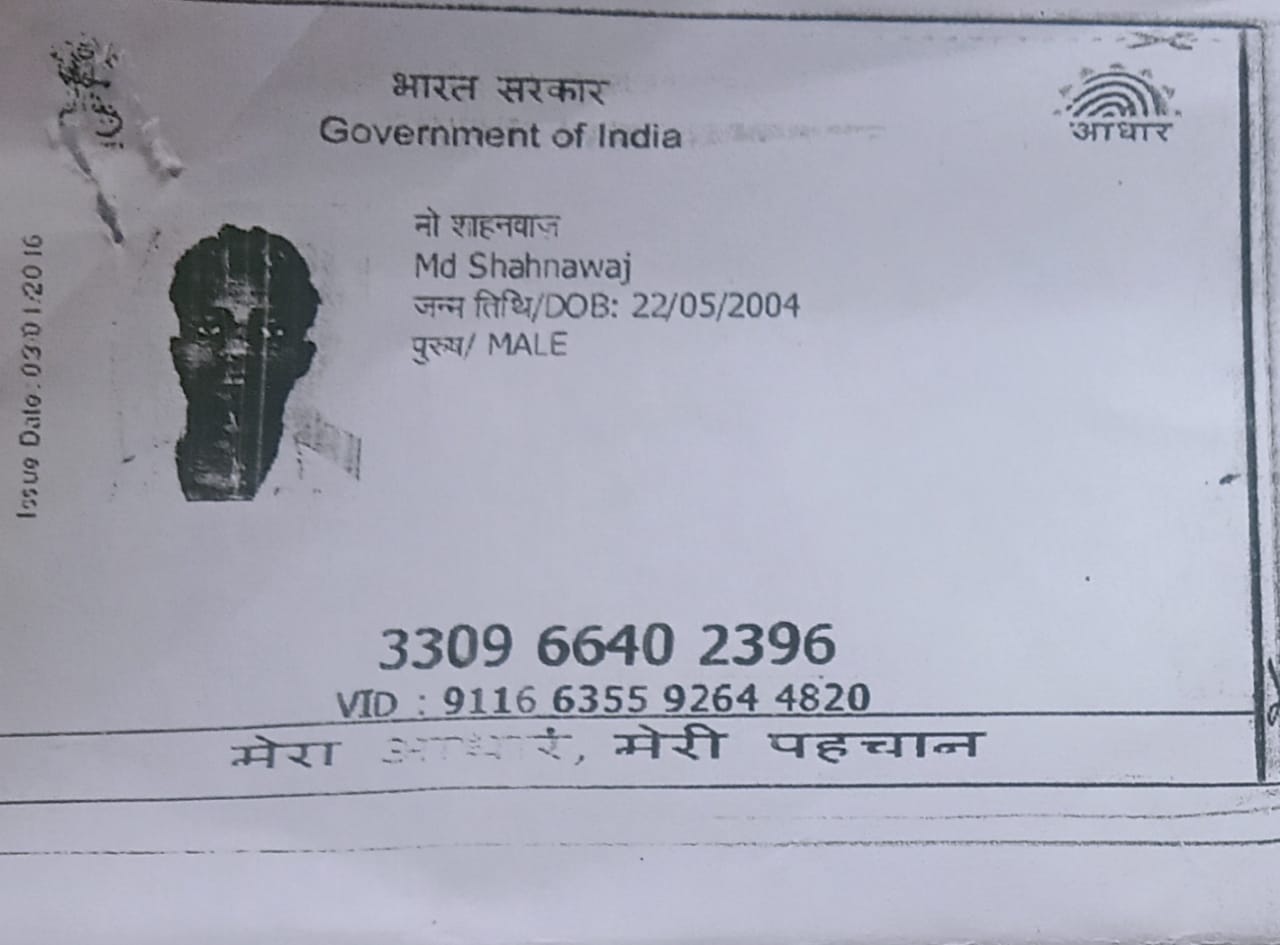 भारत सरकार
Government of India
आधार
Issue Date: 03/01/2016
मो शाहनवाज़
Md Shahnawaj
जन्म तिथि/DOB: 22/05/2004
पुरुष/ MALE
3309 6640 2396
VID : 9116 6355 9264 4820
मेरा आधार, मेरी पहचान